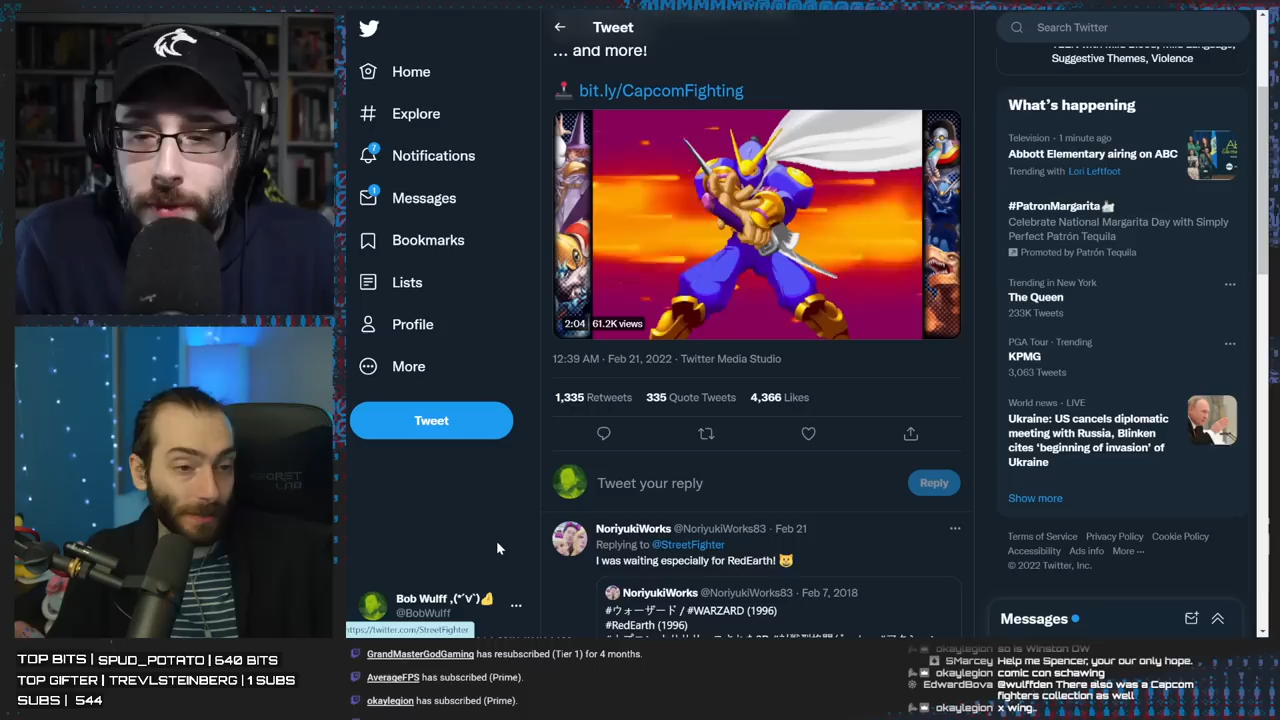 Home
Explore
7
Notifications
1
Messages
Bookmarks
Lists
Profile
More
Tweet
Bob Wulff
@BobWulff
https://twitter.com/StreetFighter
Tweet
... and more!
bit.ly/CapcomFighting
2:04 61.2K views
12:39 AM · Feb 21, 2022 · Twitter Media Studio
1,335 Retweets 335 Quote Tweets 4,366 Likes
Tweet your reply
Reply
NoriyukiWorks @NoriyukiWorks83 · Feb 21
Replying to @StreetFighter
I was waiting especially for RedEarth!
NoriyukiWorks @NoriyukiWorks83 · Feb 7, 2018
#ウォーザード / #WARZARD (1996)
#RedEarth (1996)
Search Twitter
Suggestive Themes, Violence
What's happening
Television · 1 minute ago
Abbott Elementary airing on ABC
Trending with Lori Leftfoot
#PatronMargarita
Celebrate National Margarita Day with Simply
Perfect Patrón Tequila
Promoted by Patrón Tequila
Trending in New York
The Queen
233K Tweets
PGA Tour · Trending
KPMG
3,063 Tweets
World news · LIVE
Ukraine: US cancels diplomatic
meeting with Russia, Blinken
cites 'beginning of invasion' of
Ukraine
Show more
Terms of Service Privacy Policy Cookie Policy
Accessibility Ads info More ...
© 2022 Twitter, Inc.
Messages
SECRET
LAB
TOP BITS | SPUD_POTATO | 640 BITS
TOP GIFTER | TREVLSTEINBERG | 1 SUBS
SUBS | 544
GrandMasterGodGaming has resubscribed (Tier 1) for 4 months.
AverageFPS has subscribed (Prime).
okaylegion has subscribed (Prime).
okaylegion so is Winston DW
SMarcey Help me Spencer, your our only hope.
okaylegion comic con schawing
EdwardBova @wulffden There also was a Capcom
fighters collection as well
okaylegion x wing..